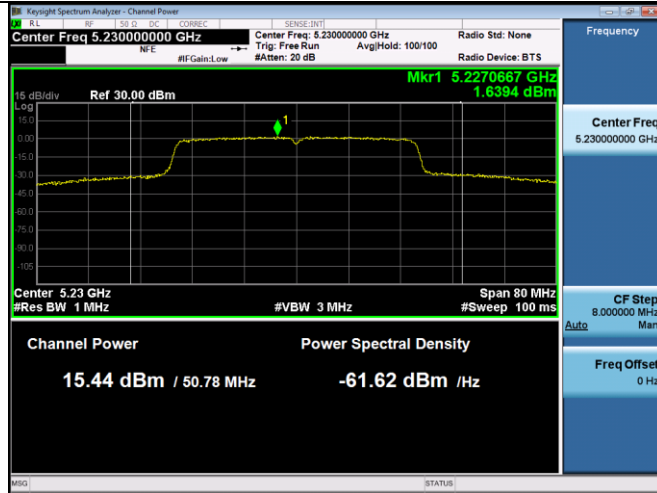 Keysight Spectrum Analyzer - Channel Power
RL RF 50 Ω DC CORREC SENSE:INT
Center Freq 5.230000000 GHz
NFE
#IFGain:Low
Center Freq: 5.230000000 GHz
Trig: Free Run Avg|Hold: 100/100
#Atten: 20 dB
Radio Std: None
Radio Device: BTS
Mkr1 5.2270667 GHz
1.6394 dBm
15 dB/div Ref 30.00 dBm
Log
15.0
0.00
-15.0
-30.0
-45.0
-60.0
-75.0
-90.0
-105
1
Center 5.23 GHz Span 80 MHz
#Res BW 1 MHz #VBW 3 MHz #Sweep 100 ms
Channel Power Power Spectral Density
15.44 dBm / 50.78 MHz -61.62 dBm /Hz
Frequency
Center Freq
5.230000000 GHz
CF Step
8.000000 MHz
Auto Man
Freq Offset
0 Hz
MSG STATUS